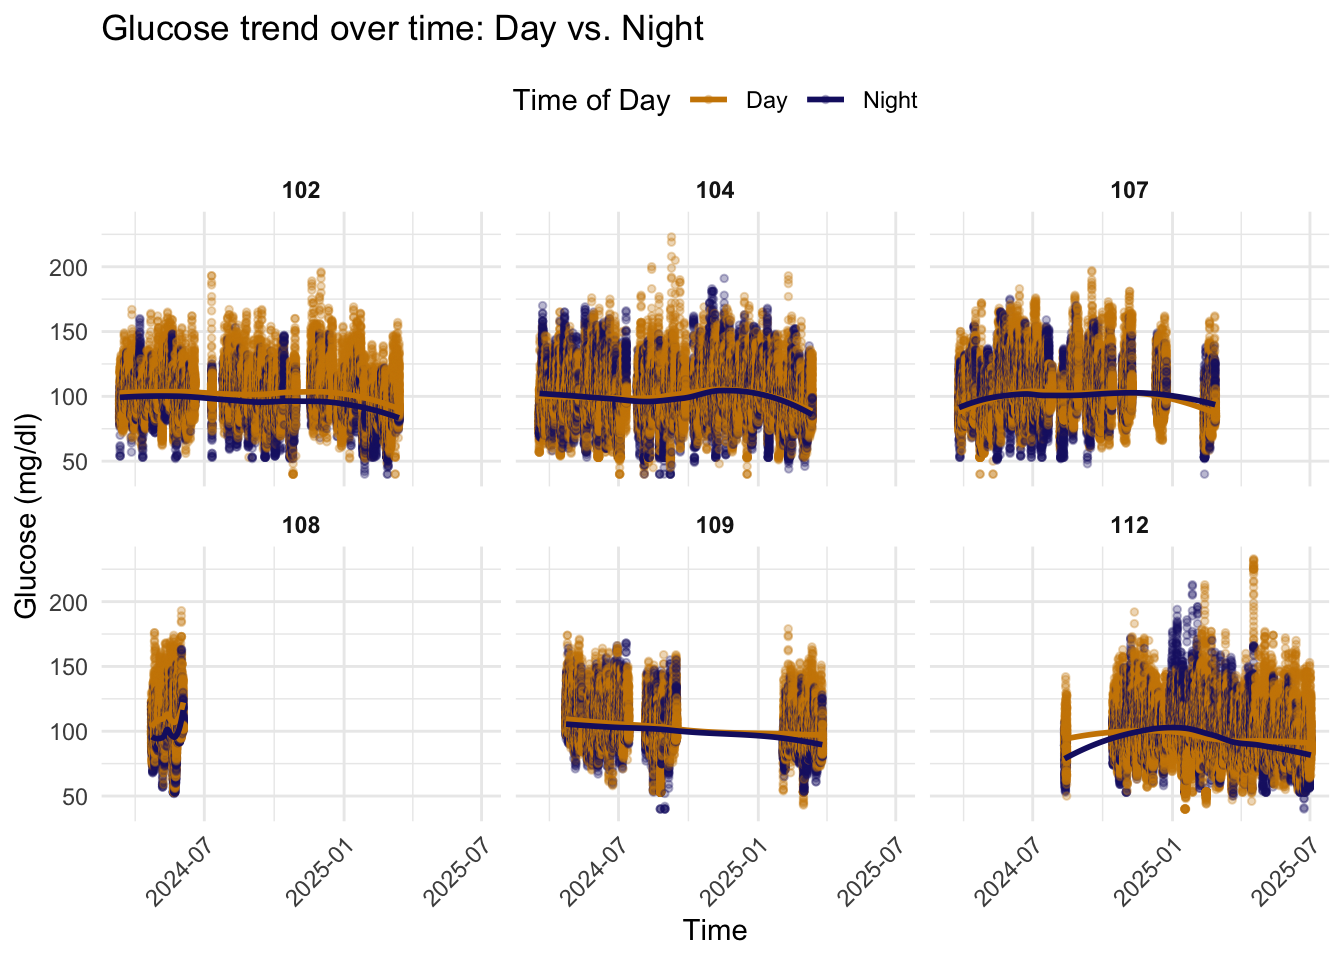 Glucose trend over time: Day vs. Night
Time of Day Day Night
102 104 107
200
150
100
50
108 109 112
200
150
100
50
Glucose (mg/dl)
2024-07 2025-01 2025-07 2024-07 2025-01 2025-07 2024-07 2025-01 2025-07
Time